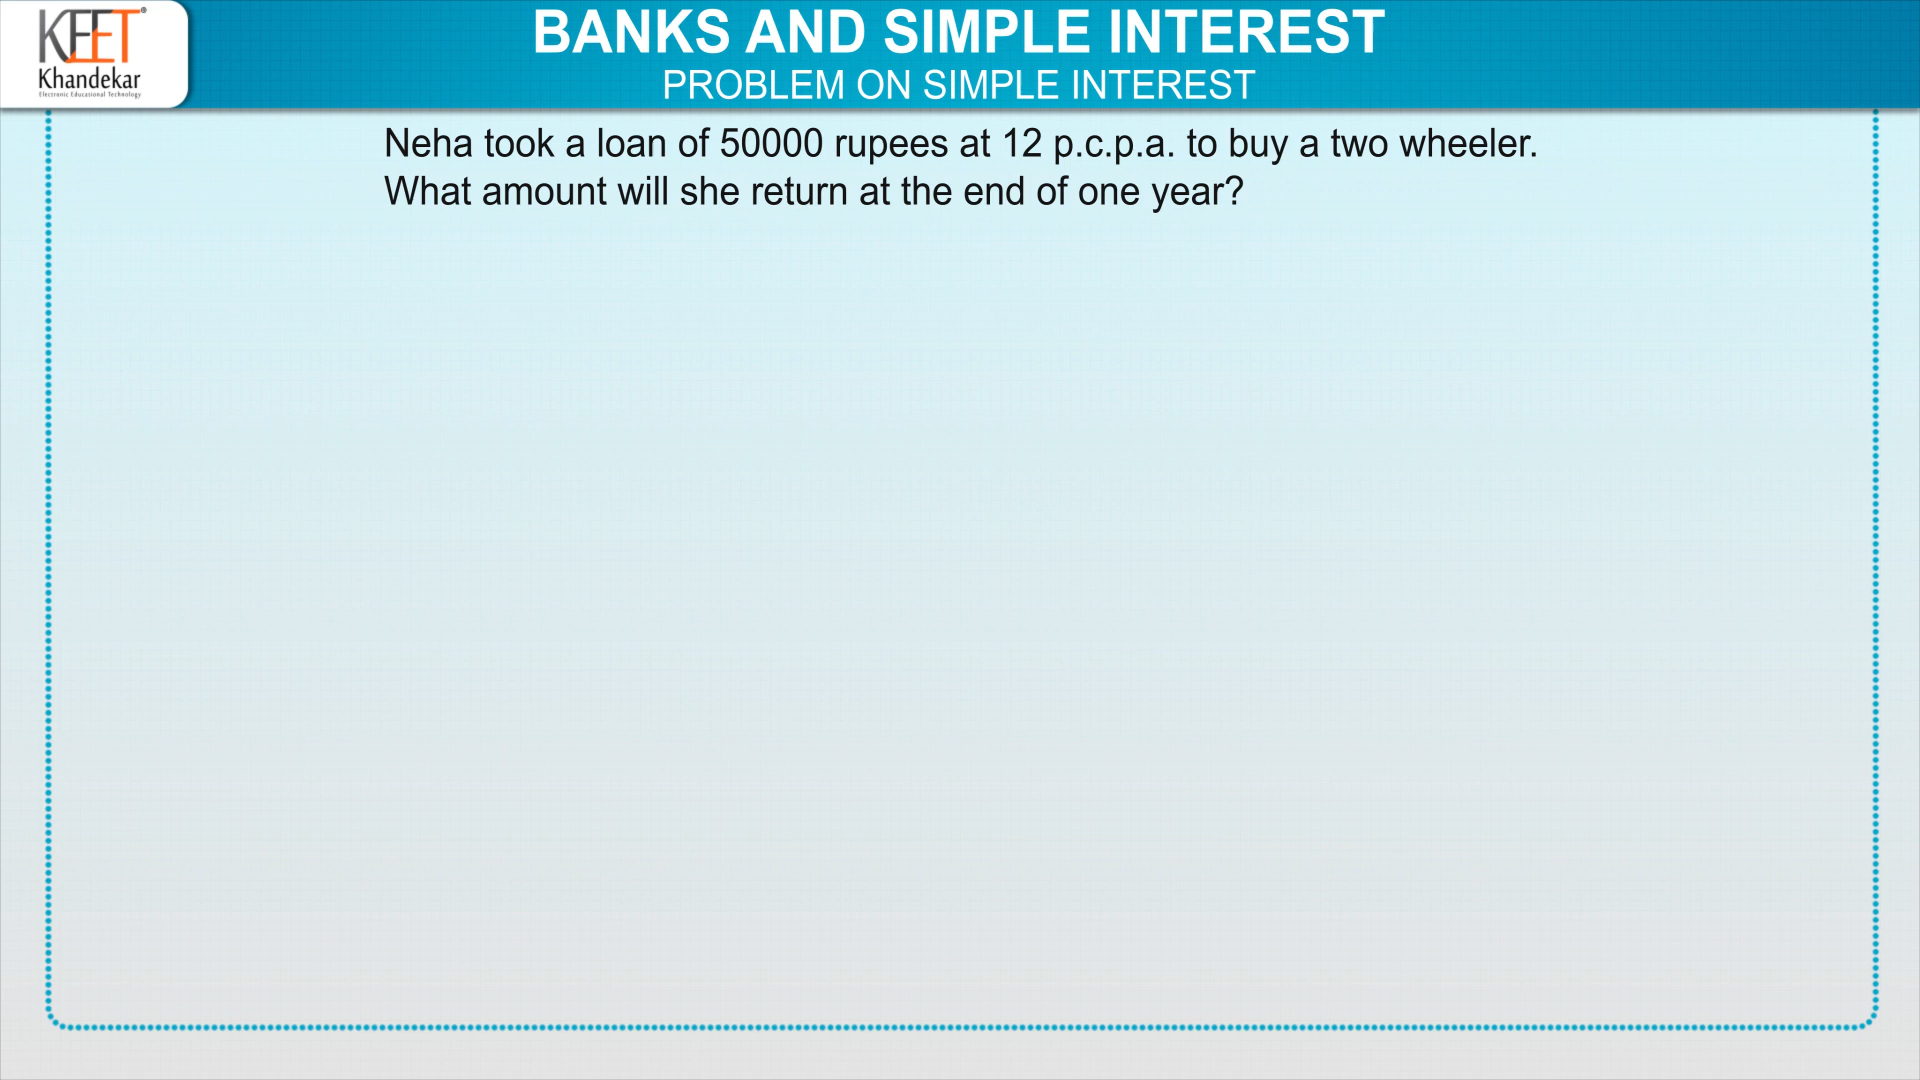 KEET®
Khandekar
Electronic Educational Technology
BANKS AND SIMPLE INTEREST
PROBLEM ON SIMPLE INTEREST
Neha took a loan of 50000 rupees at 12 p.c.p.a. to buy a two wheeler.
What amount will she return at the end of one year?